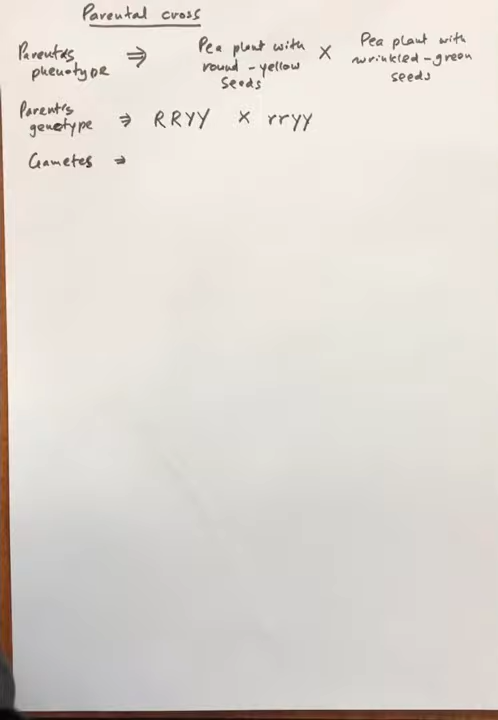 Parental cross
Parents phenotype ⇒ Pea plant with round-yellow seeds × Pea plant with wrinkled-green seeds
Parent's genotype ⇒ RRYY × rryy
Gametes ⇒